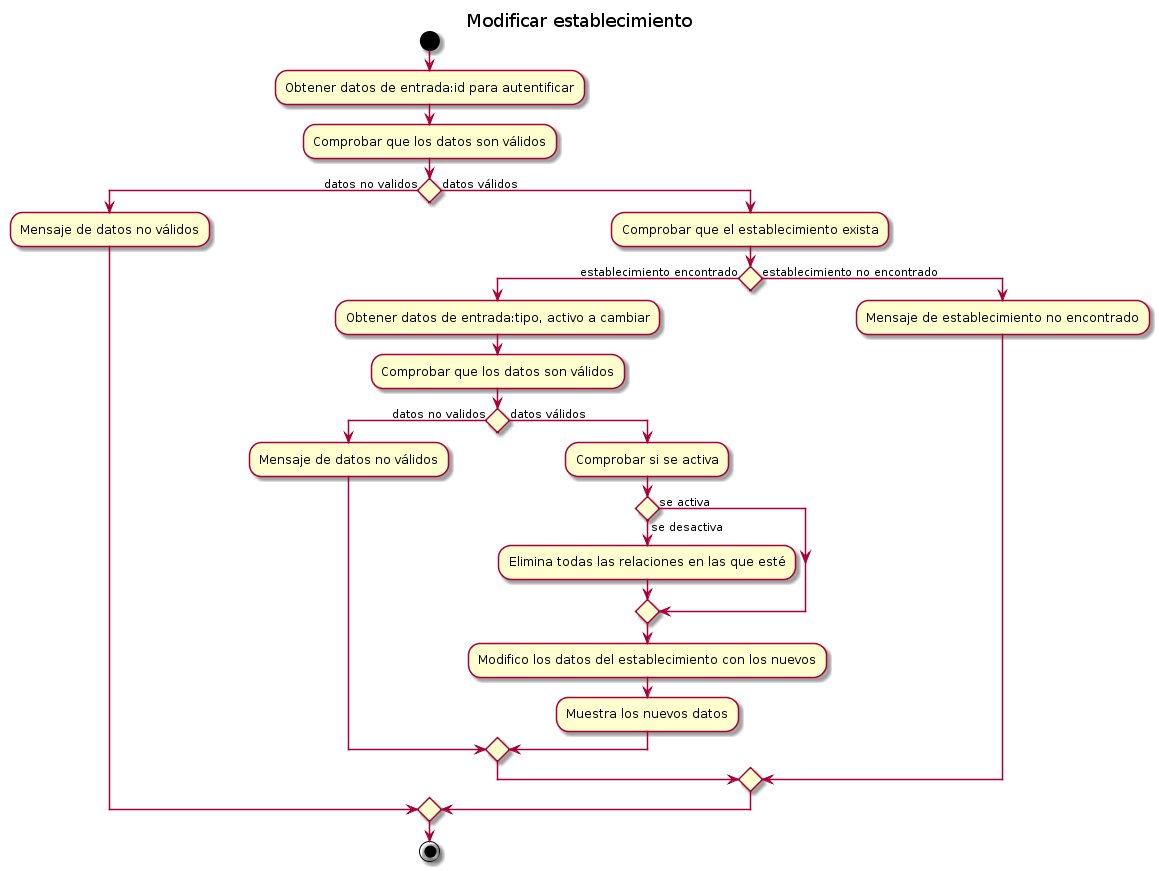 Modificar establecimiento
Obtener datos de entrada:id para autentificar
Comprobar que los datos son válidos
datos no validos
datos válidos
Mensaje de datos no válidos
Comprobar que el establecimiento exista
establecimiento encontrado
establecimiento no encontrado
Obtener datos de entrada:tipo, activo a cambiar
Mensaje de establecimiento no encontrado
Comprobar que los datos son válidos
datos no validos
datos válidos
Mensaje de datos no válidos
Comprobar si se activa
se activa
se desactiva
Elimina todas las relaciones en las que esté
Modifico los datos del establecimiento con los nuevos
Muestra los nuevos datos